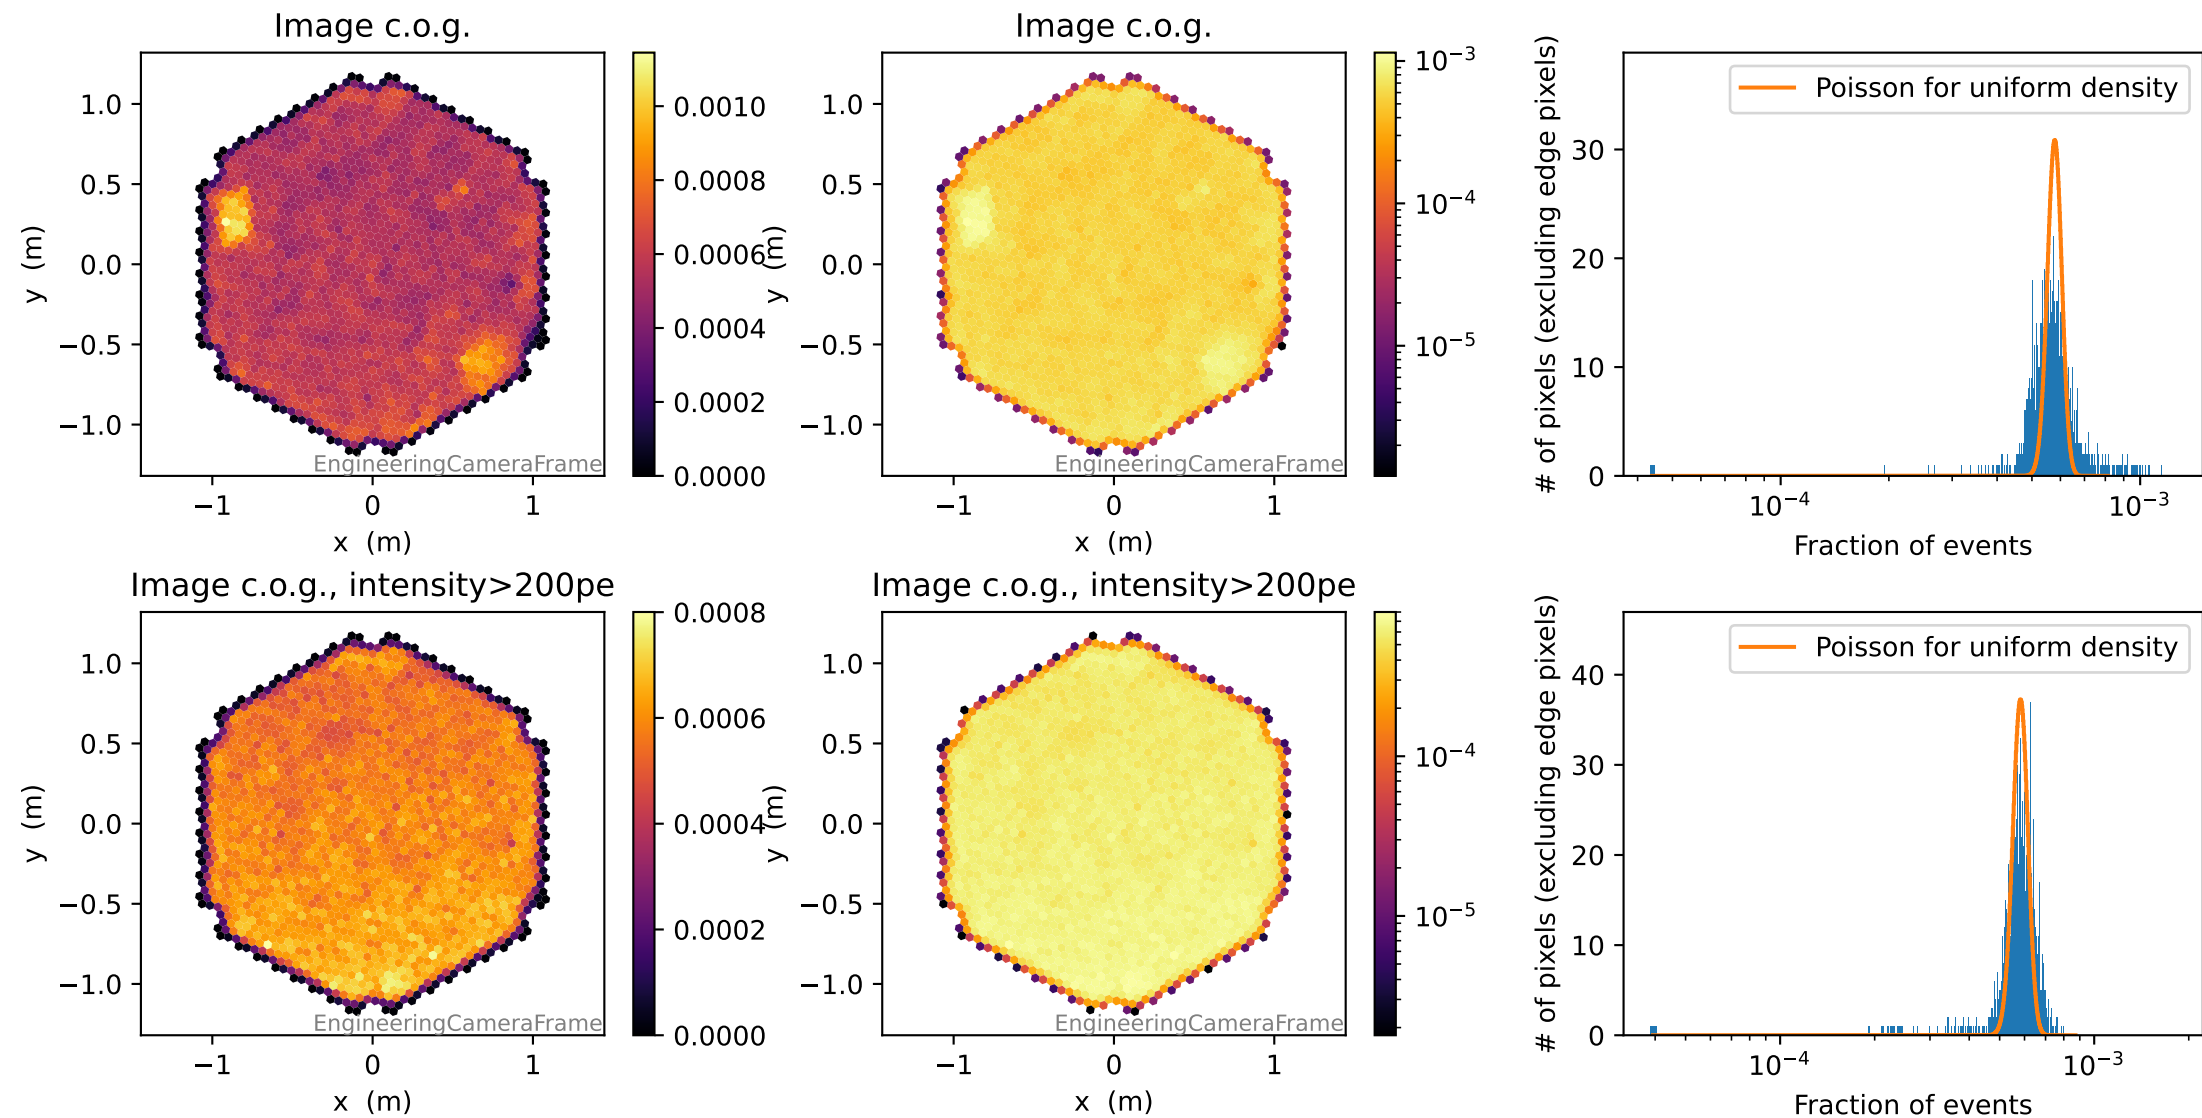 Image c.o.g.
1.0
0.5
0.0
−0.5
−1.0
y (m)
−1 0 1
x (m)
EngineeringCameraFrame
0.0010
0.0008
0.0006
0.0004
0.0002
0.0000
Image c.o.g.
1.0
0.5
0.0
−0.5
−1.0
y (m)
−1 0 1
x (m)
EngineeringCameraFrame
10⁻³
10⁻⁴
10⁻⁵
Poisson for uniform density
# of pixels (excluding edge pixels)
30
20
10
0
10⁻⁴ 10⁻³
Fraction of events
Image c.o.g., intensity>200pe
1.0
0.5
0.0
−0.5
−1.0
y (m)
−1 0 1
x (m)
EngineeringCameraFrame
0.0008
0.0006
0.0004
0.0002
0.0000
Image c.o.g., intensity>200pe
1.0
0.5
0.0
−0.5
−1.0
y (m)
−1 0 1
x (m)
EngineeringCameraFrame
10⁻⁴
10⁻⁵
Poisson for uniform density
# of pixels (excluding edge pixels)
40
30
20
10
0
10⁻⁴ 10⁻³
Fraction of events